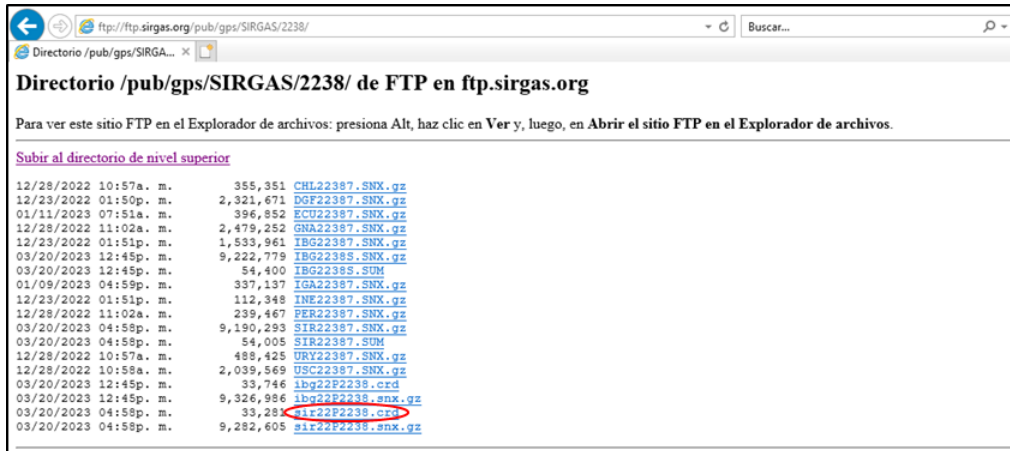 ftp://ftp.sirgas.org/pub/gps/SIRGAS/2238/
Buscar...
Directorio /pub/gps/SIRGA...
Directorio /pub/gps/SIRGAS/2238/ de FTP en ftp.sirgas.org
Para ver este sitio FTP en el Explorador de archivos: presiona Alt, haz clic en Ver y, luego, en Abrir el sitio FTP en el Explorador de archivos.
Subir al directorio de nivel superior
12/28/2022 10:57a. m. 355,351 CHL22387.SNX.gz
12/23/2022 01:50p. m. 2,321,671 DGF22387.SNX.gz
01/11/2023 07:51a. m. 396,852 ECU22387.SNX.gz
12/28/2022 11:02a. m. 2,479,252 GNA22387.SNX.gz
12/23/2022 01:51p. m. 1,533,961 IBG22387.SNX.gz
03/20/2023 12:45p. m. 9,222,779 IBG2238S.SNX.gz
03/20/2023 12:45p. m. 54,400 IBG2238S.SUM
01/09/2023 04:59p. m. 337,137 IGA22387.SNX.gz
12/23/2022 01:51p. m. 112,348 INE22387.SNX.gz
12/28/2022 11:02a. m. 239,467 PER22387.SNX.gz
03/20/2023 04:58p. m. 9,190,293 SIR22387.SNX.gz
03/20/2023 04:58p. m. 54,005 SIR22387.SUM
12/28/2022 10:57a. m. 488,425 URY22387.SNX.gz
12/28/2022 10:58a. m. 2,039,569 USC22387.SNX.gz
03/20/2023 12:45p. m. 33,746 ibg22P2238.crd
03/20/2023 12:45p. m. 9,326,986 ibg22P2238.snx.gz
03/20/2023 04:58p. m. 33,281 sir22P2238.crd
03/20/2023 04:58p. m. 9,282,605 sir22P2238.snx.gz